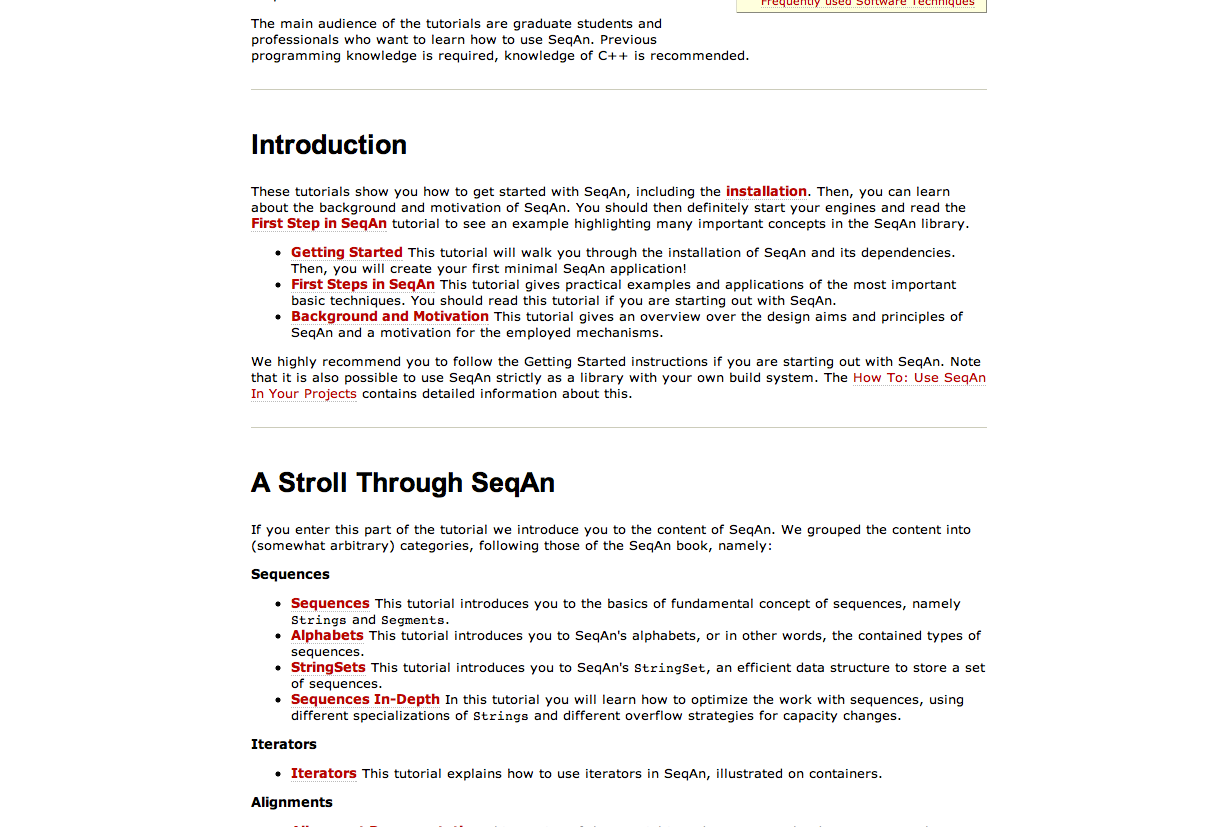 Frequently used Software Techniques
The main audience of the tutorials are graduate students and
professionals who want to learn how to use SeqAn. Previous
programming knowledge is required, knowledge of C++ is recommended.
Introduction
These tutorials show you how to get started with SeqAn, including the installation. Then, you can learn
about the background and motivation of SeqAn. You should then definitely start your engines and read the
First Step in SeqAn tutorial to see an example highlighting many important concepts in the SeqAn library.
• Getting Started This tutorial will walk you through the installation of SeqAn and its dependencies.
Then, you will create your first minimal SeqAn application!
• First Steps in SeqAn This tutorial gives practical examples and applications of the most important
basic techniques. You should read this tutorial if you are starting out with SeqAn.
• Background and Motivation This tutorial gives an overview over the design aims and principles of
SeqAn and a motivation for the employed mechanisms.
We highly recommend you to follow the Getting Started instructions if you are starting out with SeqAn. Note
that it is also possible to use SeqAn strictly as a library with your own build system. The How To: Use SeqAn
In Your Projects contains detailed information about this.
A Stroll Through SeqAn
If you enter this part of the tutorial we introduce you to the content of SeqAn. We grouped the content into
(somewhat arbitrary) categories, following those of the SeqAn book, namely:
Sequences
• Sequences This tutorial introduces you to the basics of fundamental concept of sequences, namely
Strings and Segments.
• Alphabets This tutorial introduces you to SeqAn's alphabets, or in other words, the contained types of
sequences.
• StringSets This tutorial introduces you to SeqAn's StringSet, an efficient data structure to store a set
of sequences.
• Sequences In-Depth In this tutorial you will learn how to optimize the work with sequences, using
different specializations of Strings and different overflow strategies for capacity changes.
Iterators
• Iterators This tutorial explains how to use iterators in SeqAn, illustrated on containers.
Alignments